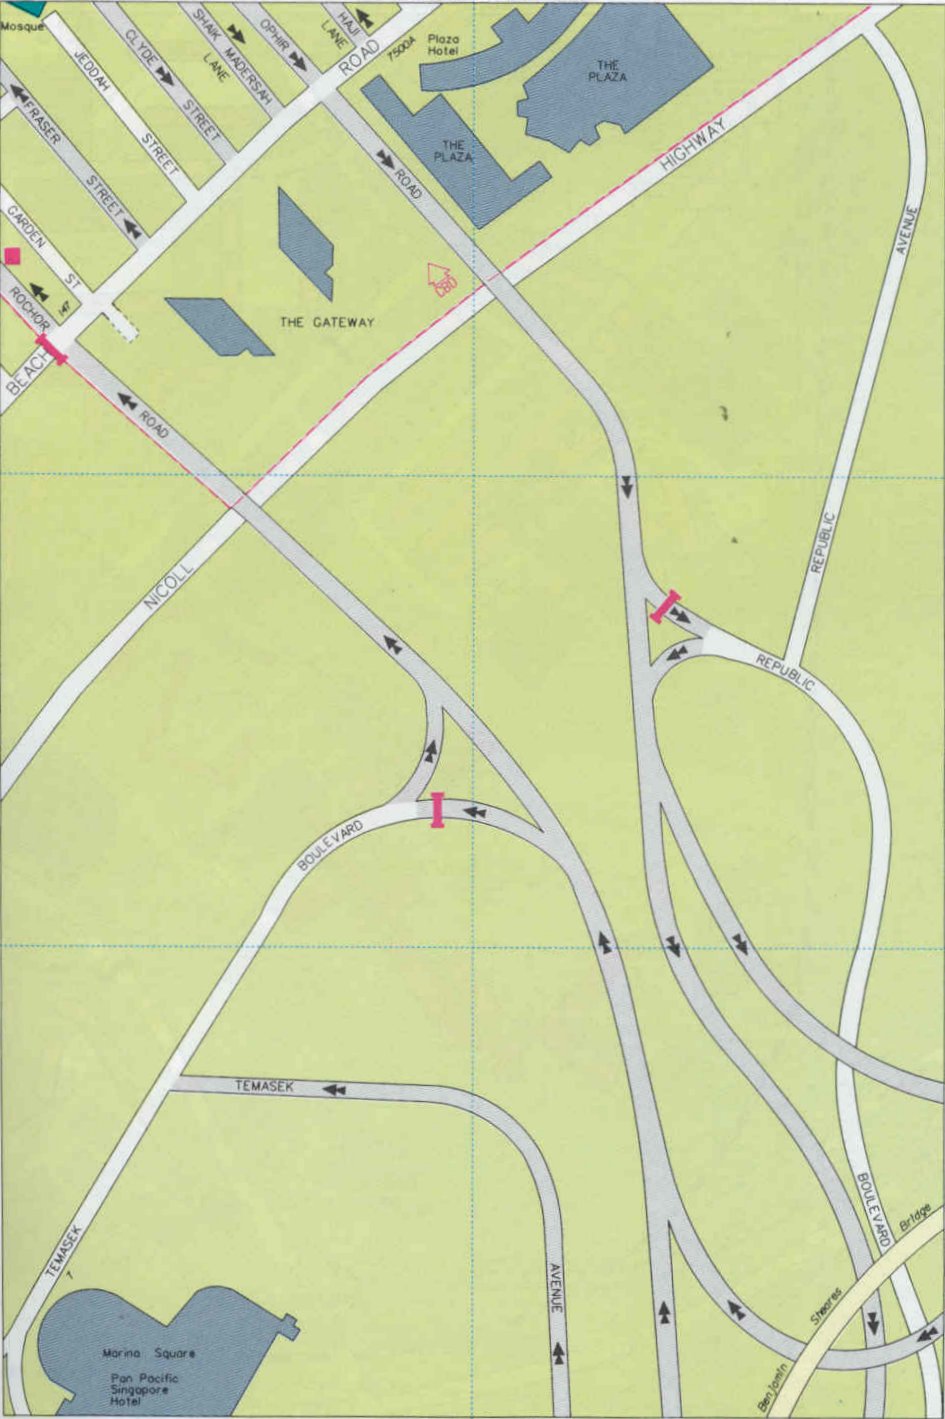 Mosque
JEDDAH
STREET
CLYDE
STREET
SHAIK MADERSAH
LANE
OPHIR
ROAD
HAJI
LANE
BEACH
ROAD
7500A
Plaza
Hotel
THE
PLAZA
THE
PLAZA
FRASER
STREET
GARDEN
ST
147
ROCHOR
ROAD
THE GATEWAY
CBD
NICOLL
HIGHWAY
REPUBLIC
AVENUE
REPUBLIC
BOULEVARD
TEMASEK
BOULEVARD
7
TEMASEK
AVENUE
Benjamin
Sheares
Bridge
Marina Square
Pan Pacific
Singapore
Hotel